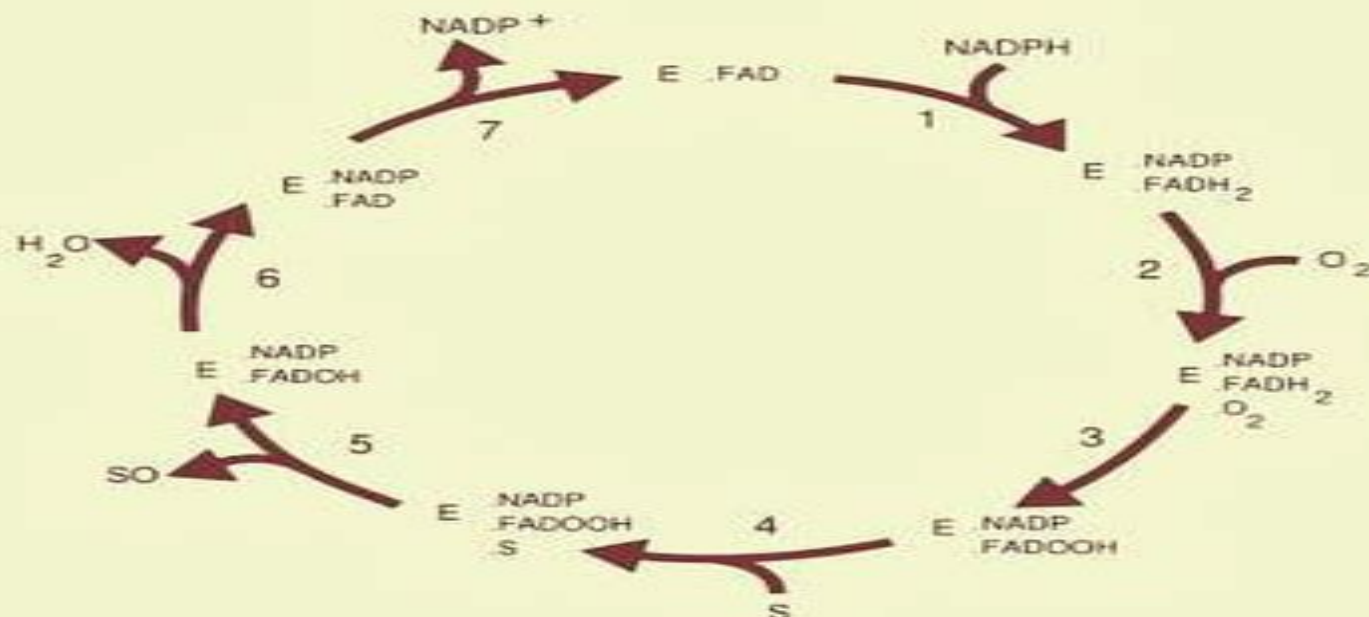 NADP+
E .FAD
NADPH
1
E .NADP
.FADH2
2
O2
E .NADP
.FADH2
.O2
3
E .NADP
.FADOOH
4
S
E .NADP
.FADOOH
.S
5
SO
E .NADP
.FADOH
6
H2O
E .NADP
.FAD
7